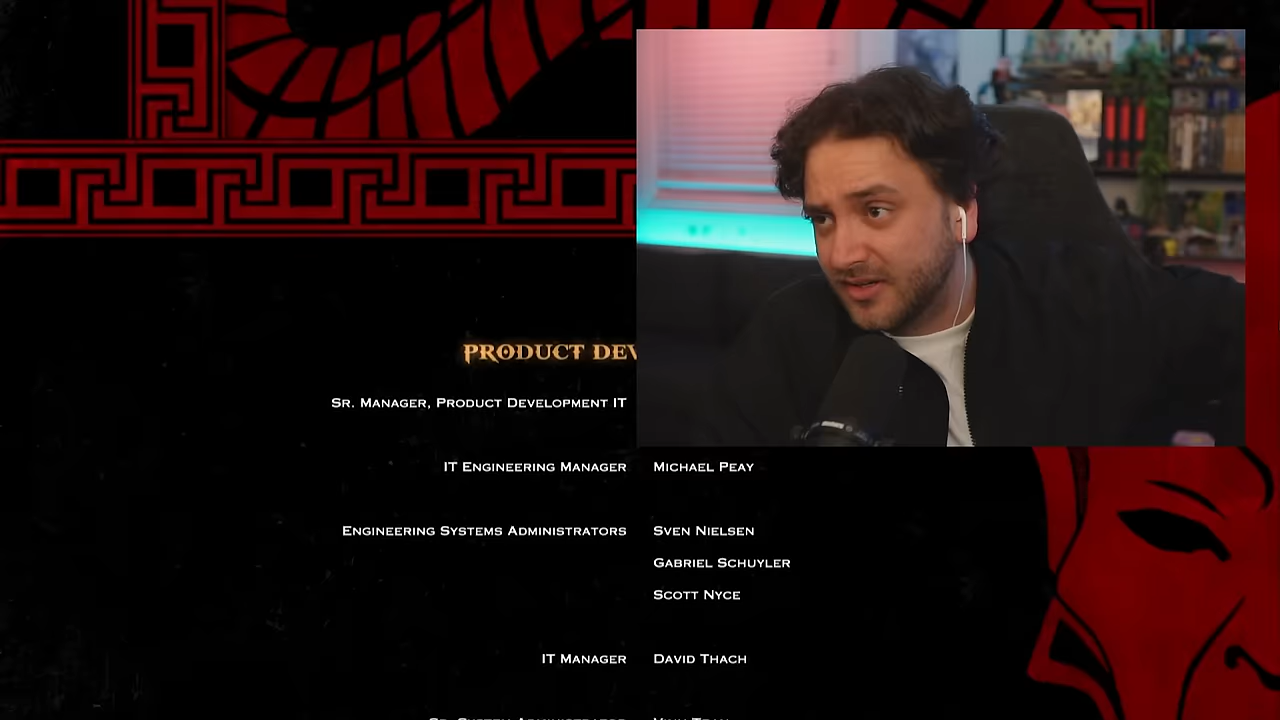 PRODUCT DEV
SR. MANAGER, PRODUCT DEVELOPMENT IT
IT ENGINEERING MANAGER MICHAEL PEAY
ENGINEERING SYSTEMS ADMINISTRATORS SVEN NIELSEN
GABRIEL SCHUYLER
SCOTT NYCE
IT MANAGER DAVID THACH